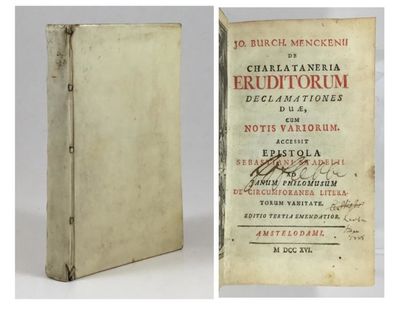 JO. BURCH. MENCKENII
DE
CHARLATANERIA
ERUDITORUM
DECLAMATIONES
DUÆ,
CUM
NOTIS VARIORUM.
ACCESSIT
EPISTOLA
SEBASTIANI STADELII
AD
JANUM PHILOMUSUM
DE CIRCUMFORANEA LITERA-
TORUM VANITATE.
EDITIO TERTIA EMENDATIOR.
AMSTELODAMI.
M DCC XVI.